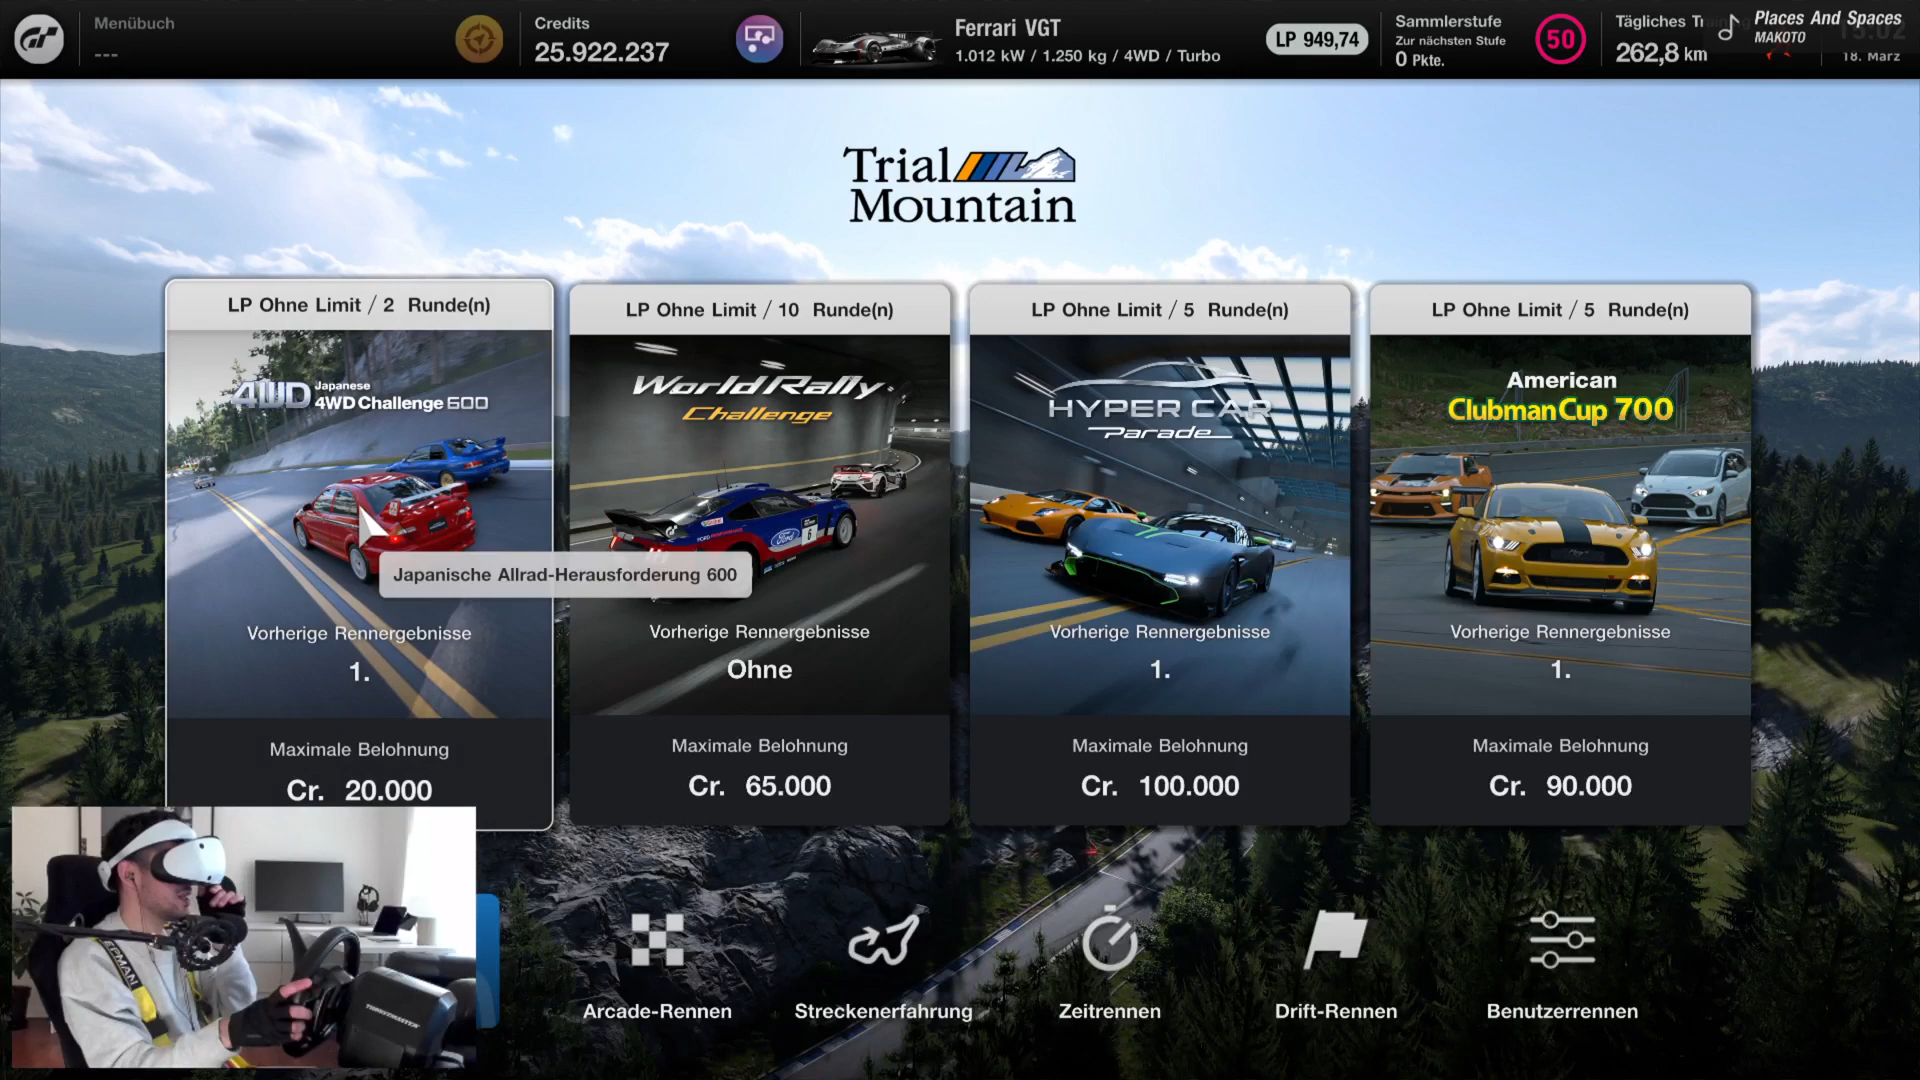 Menübuch
---
Credits
25.922.237
Ferrari VGT
1.012 kW / 1.250 kg / 4WD / Turbo
LP 949,74
Sammlerstufe
Zur nächsten Stufe
0 Pkte.
50
Tägliches
262,8 km
Places And Spaces
MAKOTO
18. März
Trial
Mountain
LP Ohne Limit / 2 Runde(n)
4WD Japanese
4WD Challenge 600
Vorherige Rennergebnisse
1.
Maximale Belohnung
Cr. 20.000
LP Ohne Limit / 10 Runde(n)
World Rally
Challenge
Ford
6
Vorherige Rennergebnisse
Ohne
Maximale Belohnung
Cr. 65.000
LP Ohne Limit / 5 Runde(n)
HYPER CAR
Parade
Vorherige Rennergebnisse
1.
Maximale Belohnung
Cr. 100.000
LP Ohne Limit / 5 Runde(n)
American
Clubman Cup 700
Vorherige Rennergebnisse
1.
Maximale Belohnung
Cr. 90.000
Japanische Allrad-Herausforderung 600
THRUSTMASTER
Arcade-Rennen
Streckenerfahrung
Zeitrennen
Drift-Rennen
Benutzerrennen